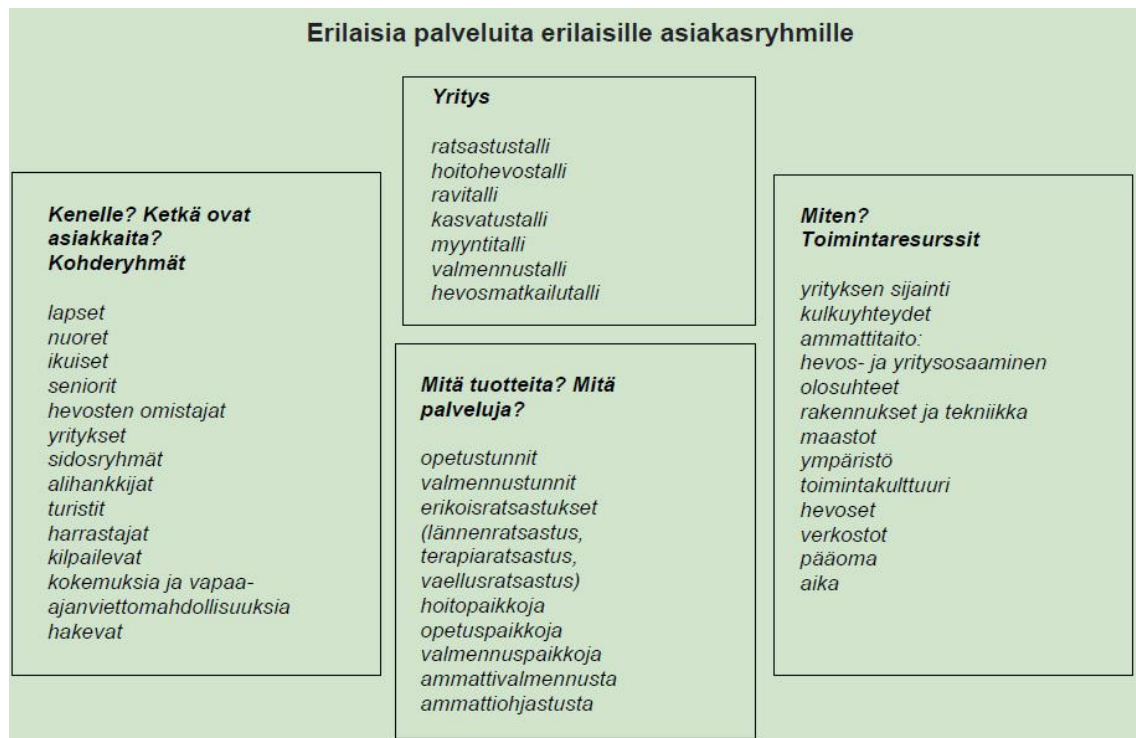 Erilaisia palveluita erilaisille asiakasryhmille
Yritys
ratsastustalli
hoitohevostalli
ravitalli
kasvatustalli
myyntitalli
valmennustalli
hevosmatkailutalli
Kenelle? Ketkä ovat
asiakkaita?
Kohderyhmät
lapset
nuoret
ikuiset
seniorit
hevosten omistajat
yritykset
sidosryhmät
alihankkijat
turistit
harrastajat
kilpailevat
kokemuksia ja vapaa-
ajanviettomahdollisuuksia
hakevat
Mitä tuotteita? Mitä
palveluja?
opetustunnit
valmennustunnit
erikoisratsastukset
(lännenratsastus,
terapiaratsastus,
vaellusratsastus)
hoitopaikkoja
opetuspaikkoja
valmennuspaikkoja
ammattivalmennusta
ammattiohjastusta
Miten?
Toimintaresurssit
yrityksen sijainti
kulkuyhteydet
ammattitaito:
hevos- ja yritysosaaminen
olosuhteet
rakennukset ja tekniikka
maastot
ympäristö
toimintakulttuuri
hevoset
verkostot
pääoma
aika